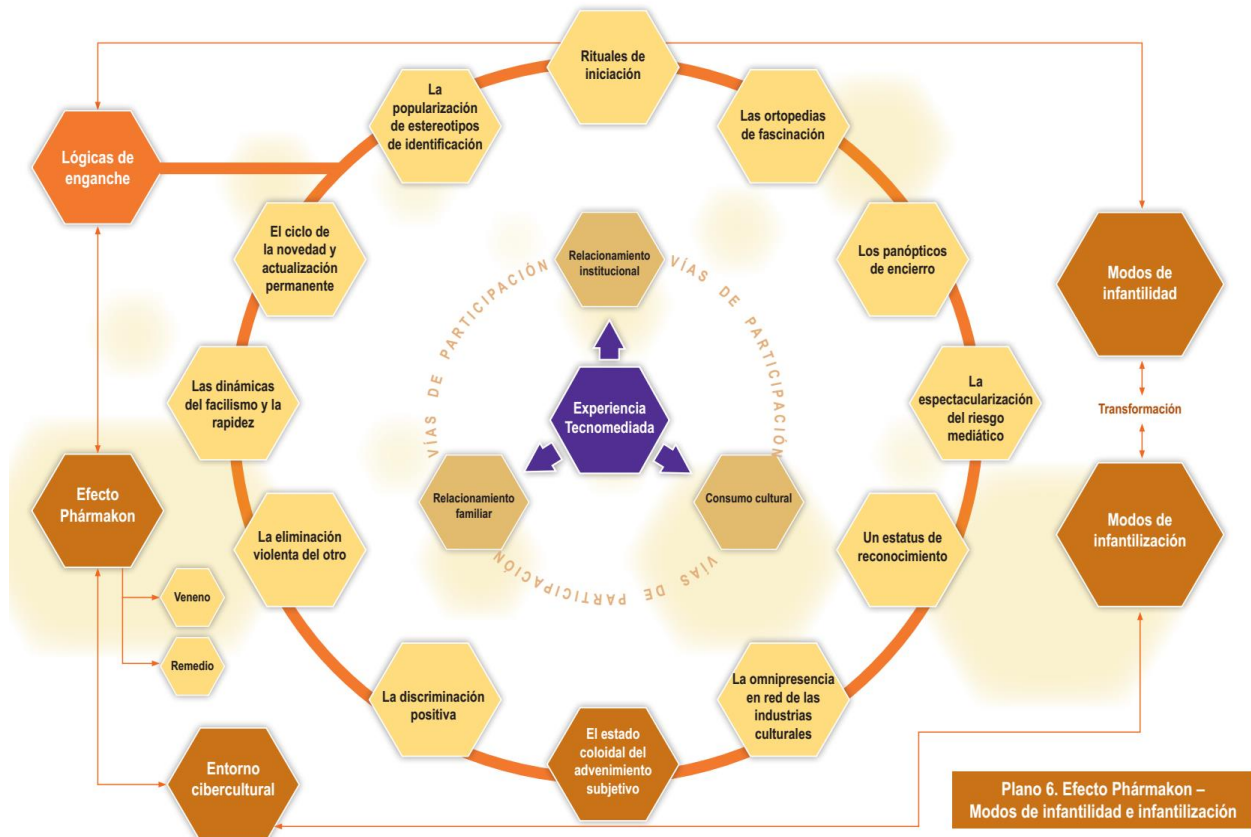 Rituales de
iniciación
La
popularización
de estereotipos
de identificación
Las ortopedias
de fascinación
Lógicas de
enganche
El ciclo de
la novedad y
actualización
permanente
Relacionamiento
institucional
Los panópticos
de encierro
Modos de
infantilidad
VÍAS DE PARTICIPACIÓN
VÍAS DE PARTICIPACIÓN
VÍAS DE PARTICIPACIÓN
Las dinámicas
del facilismo y la
rapidez
Experiencia
Tecnomediada
La
espectacularización
del riesgo
mediático
Transformación
Efecto
Phármakon
Relacionamiento
familiar
Consumo cultural
Modos de
infantilización
La eliminación
violenta del otro
Un estatus de
reconocimiento
Veneno
Remedio
La discriminación
positiva
La omnipresencia
en red de las
industrias
culturales
El estado
coloidal del
advenimiento
subjetivo
Entorno
cibercultural
Plano 6. Efecto Phármakon –
Modos de infantilidad e infantilización